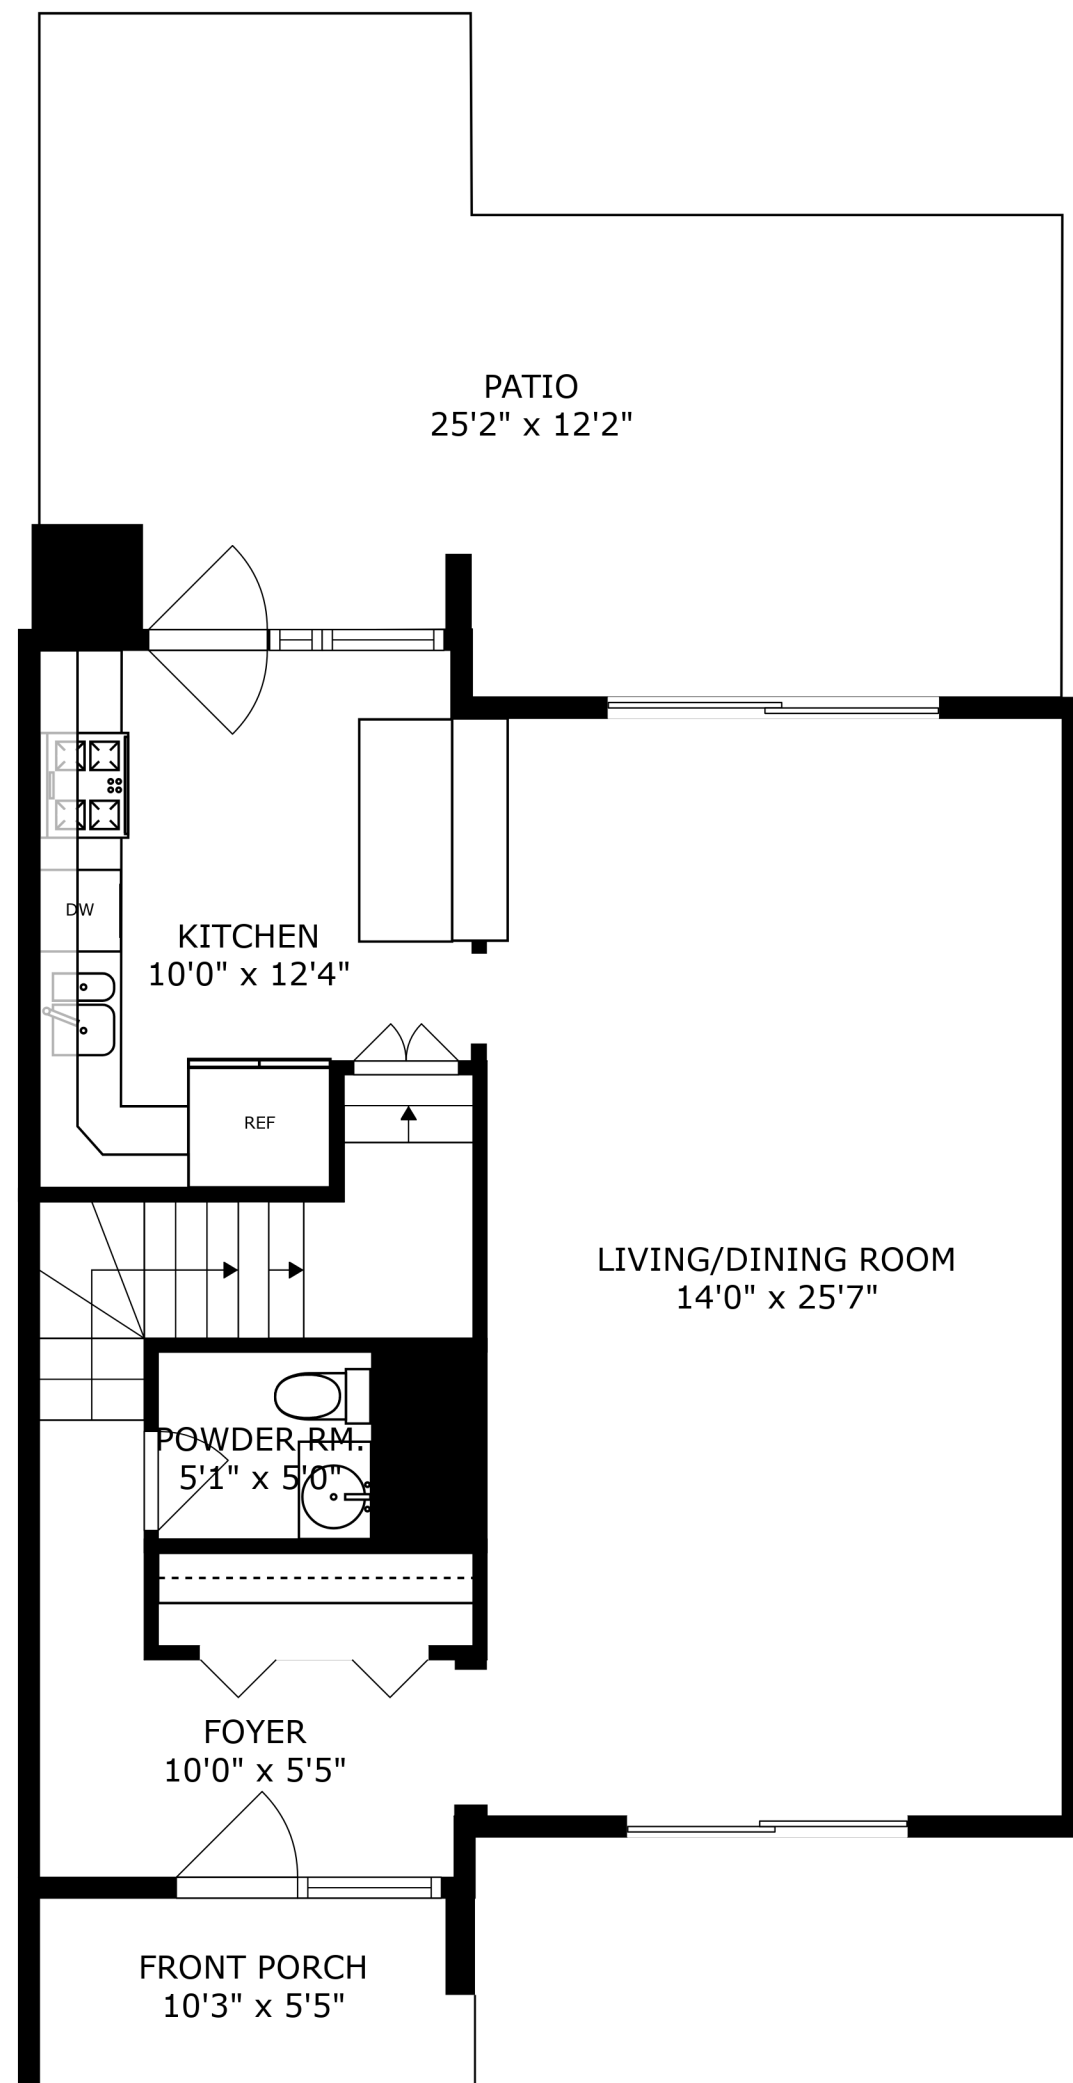 PATIO
25'2" x 12'2"
DW
KITCHEN
10'0" x 12'4"
REF
LIVING/DINING ROOM
14'0" x 25'7"
POWDER RM.
5'1" x 5'0"
FOYER
10'0" x 5'5"
FRONT PORCH
10'3" x 5'5"